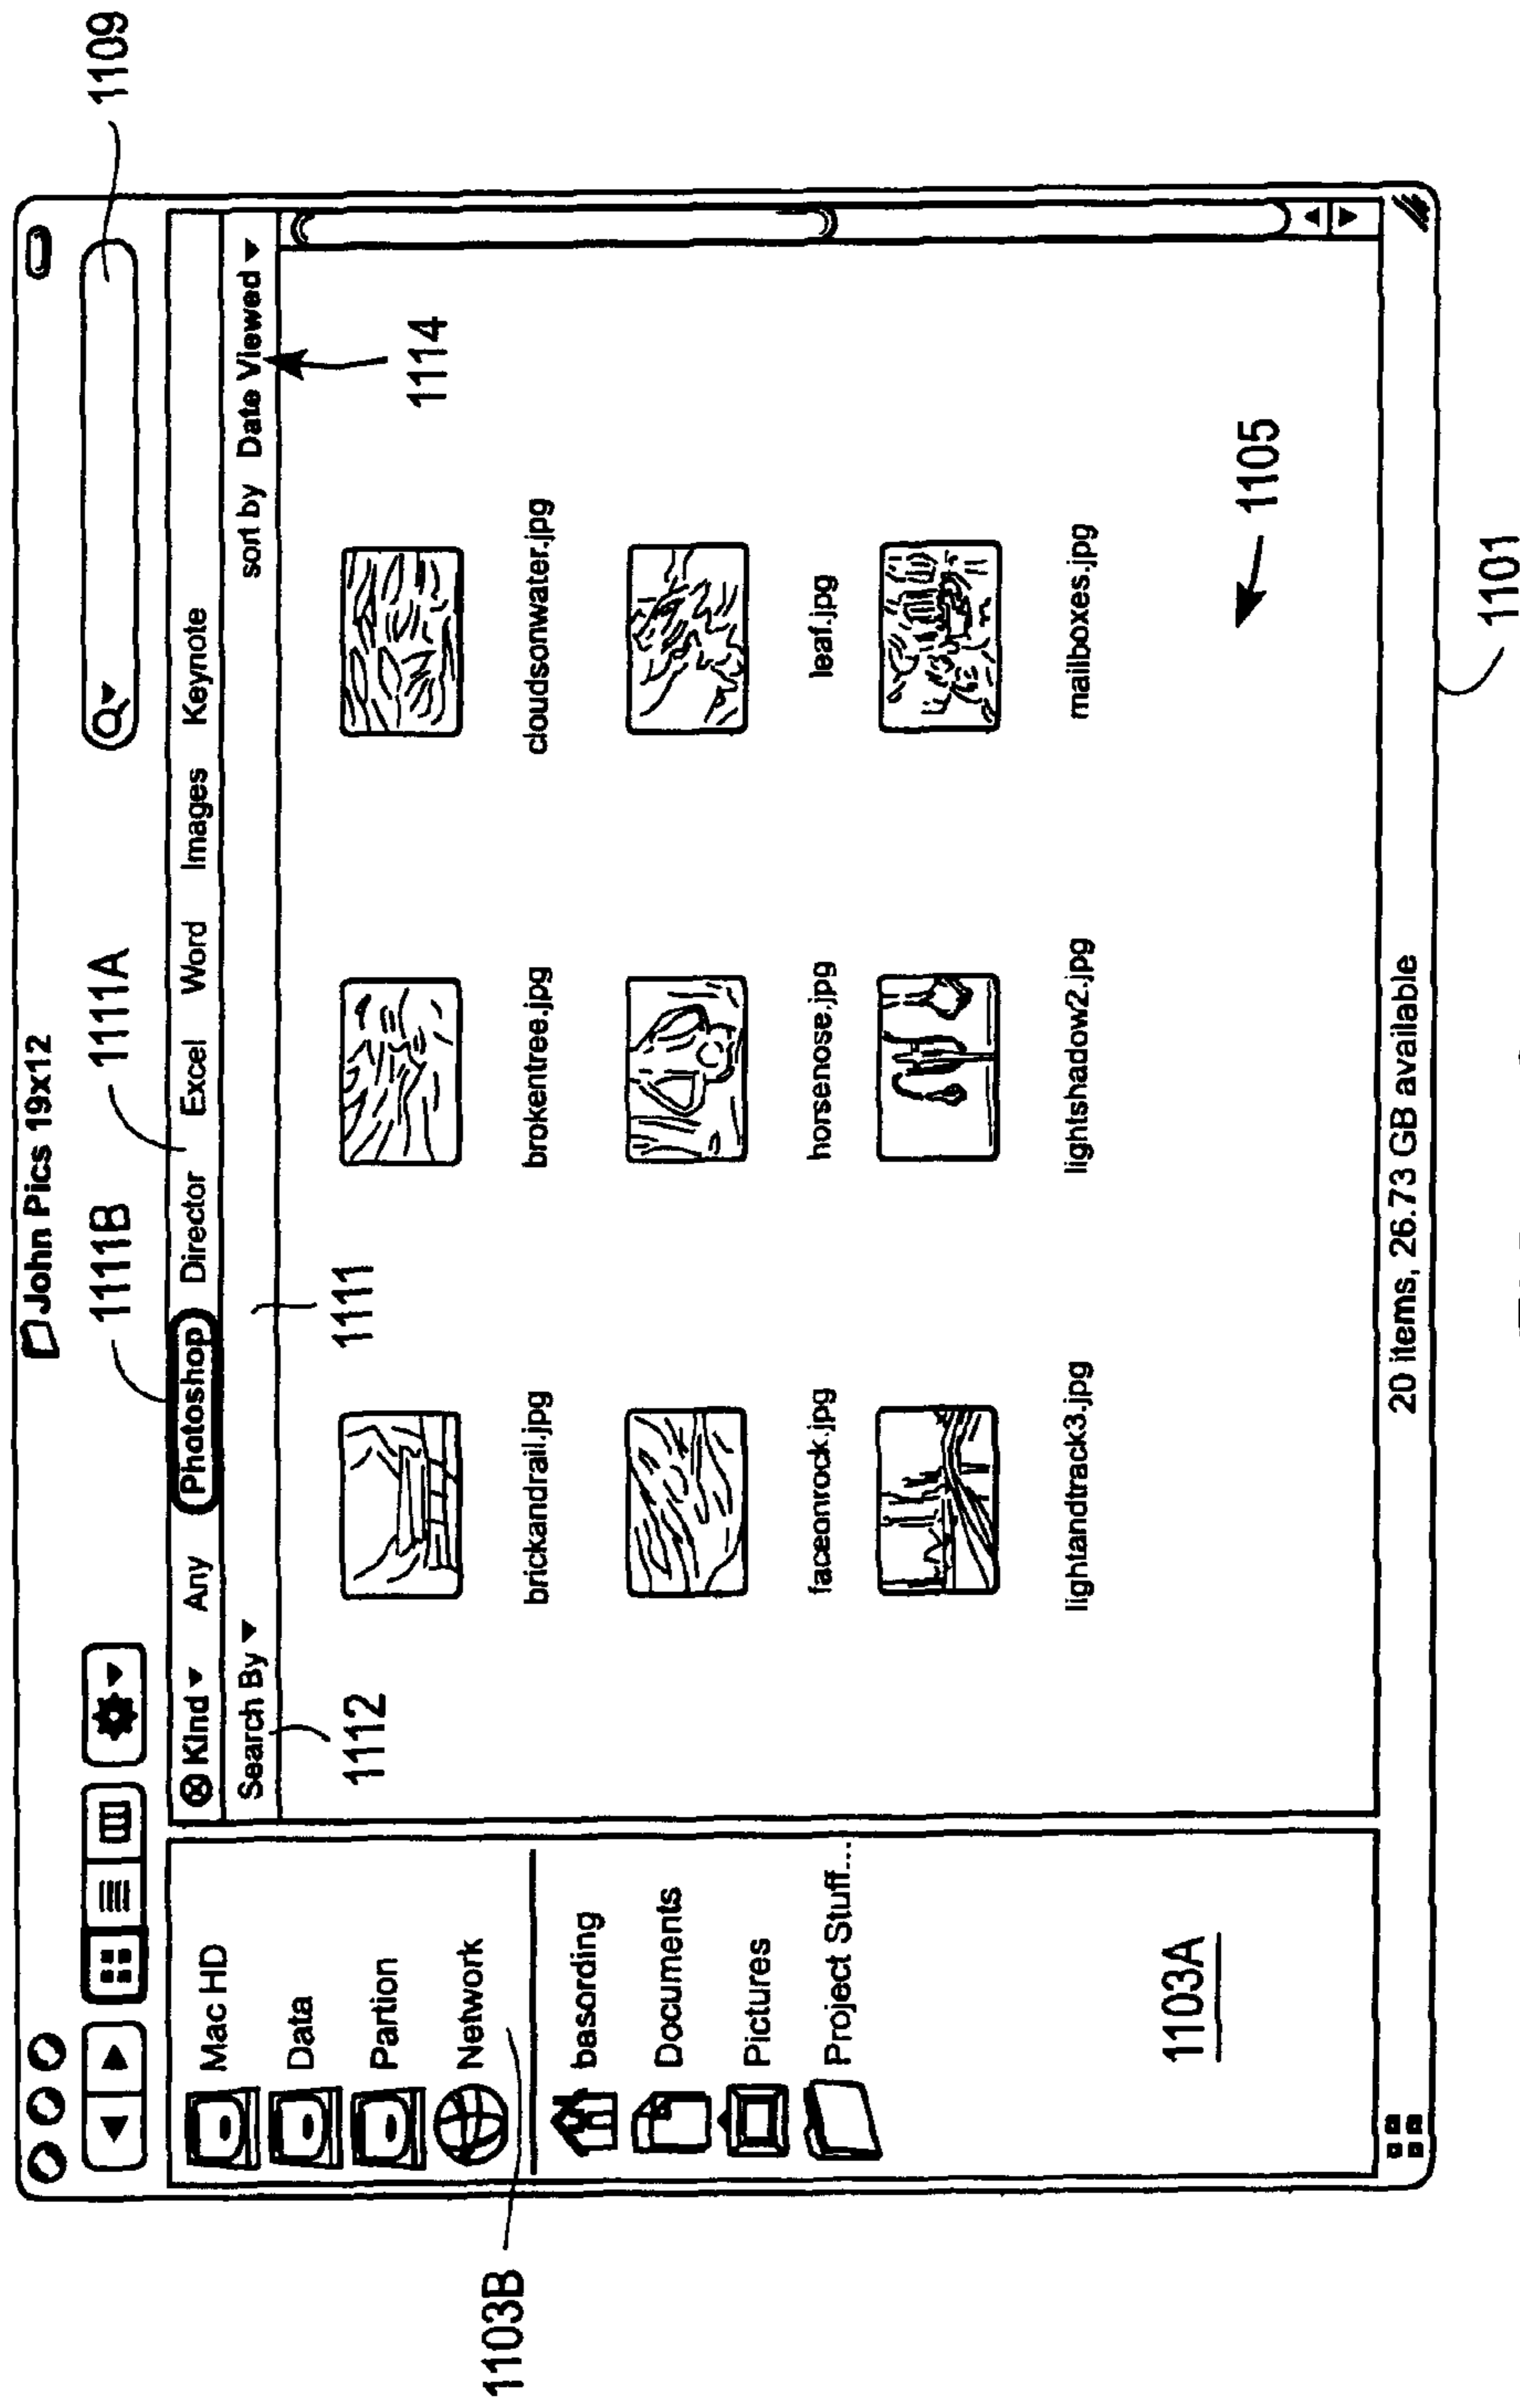 1109
John Pics 19x12
1111B
1111A
Kind Any Photoshop Director Excel Word Images Keynote
Search By sort by Date Viewed
1112
1111
1114
Mac HD
Data
Partion
Network
basording
Documents
Pictures
Project Stuff...
1103A
1103B
brickandrail.jpg brokentree.jpg cloudsonwater.jpg
faceonrock.jpg horsenose.jpg leaf.jpg
lightandtrack3.jpg lightshadow2.jpg mailboxes.jpg
1105
20 items, 26.73 GB available
1101